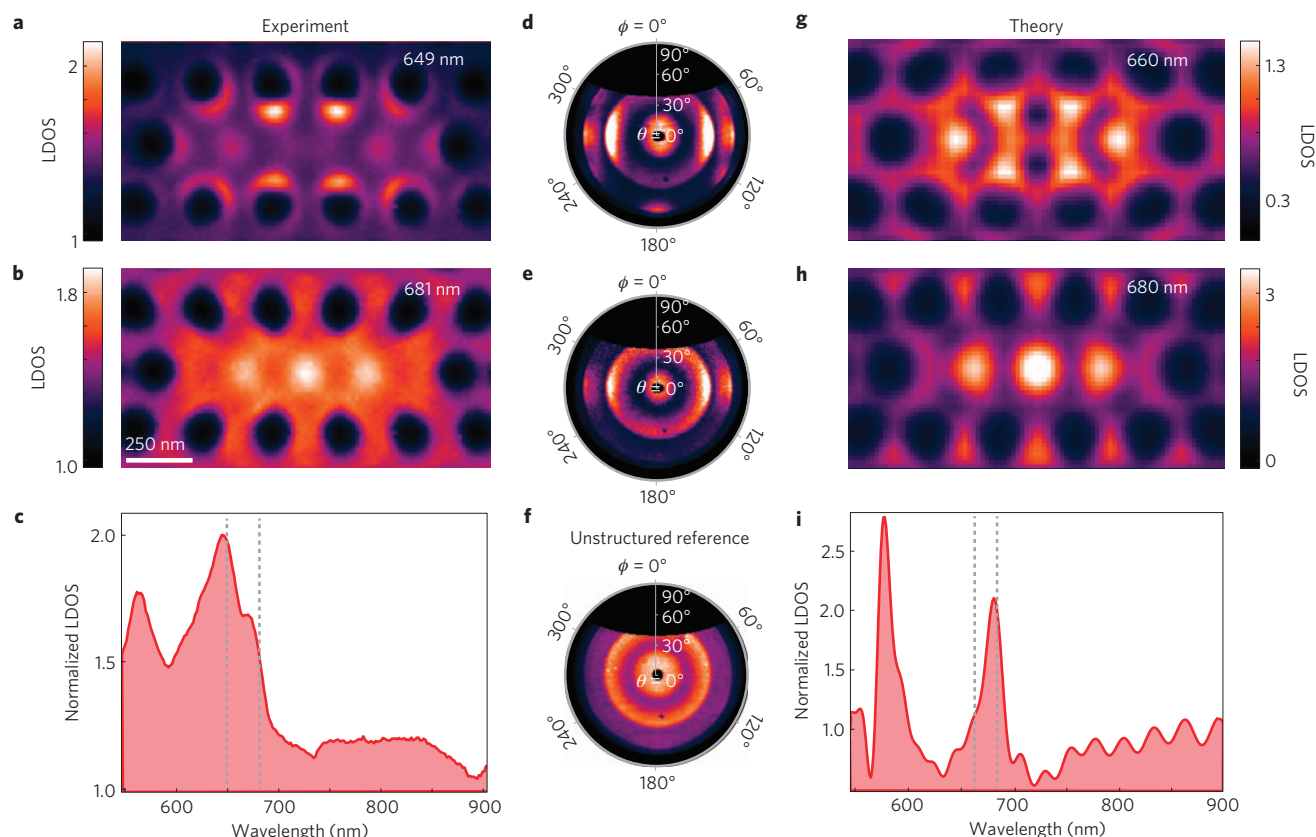 a
Experiment
649 nm
2
LDOS
1
b
681 nm
1.8
LDOS
1.0
250 nm
c
2.0
Normalized LDOS
1.5
1.0
600
700
800
900
Wavelength (nm)
d
ϕ = 0°
90°
60°
30°
θ = 0°
300°
60°
240°
120°
180°
e
ϕ = 0°
90°
60°
30°
θ = 0°
300°
60°
240°
120°
180°
f
Unstructured reference
ϕ = 0°
90°
60°
30°
θ = 0°
300°
60°
240°
120°
180°
g
Theory
660 nm
1.3
LDOS
0.3
h
680 nm
3
LDOS
0
i
2.5
Normalized LDOS
2.0
1.5
1.0
600
700
800
900
Wavelength (nm)